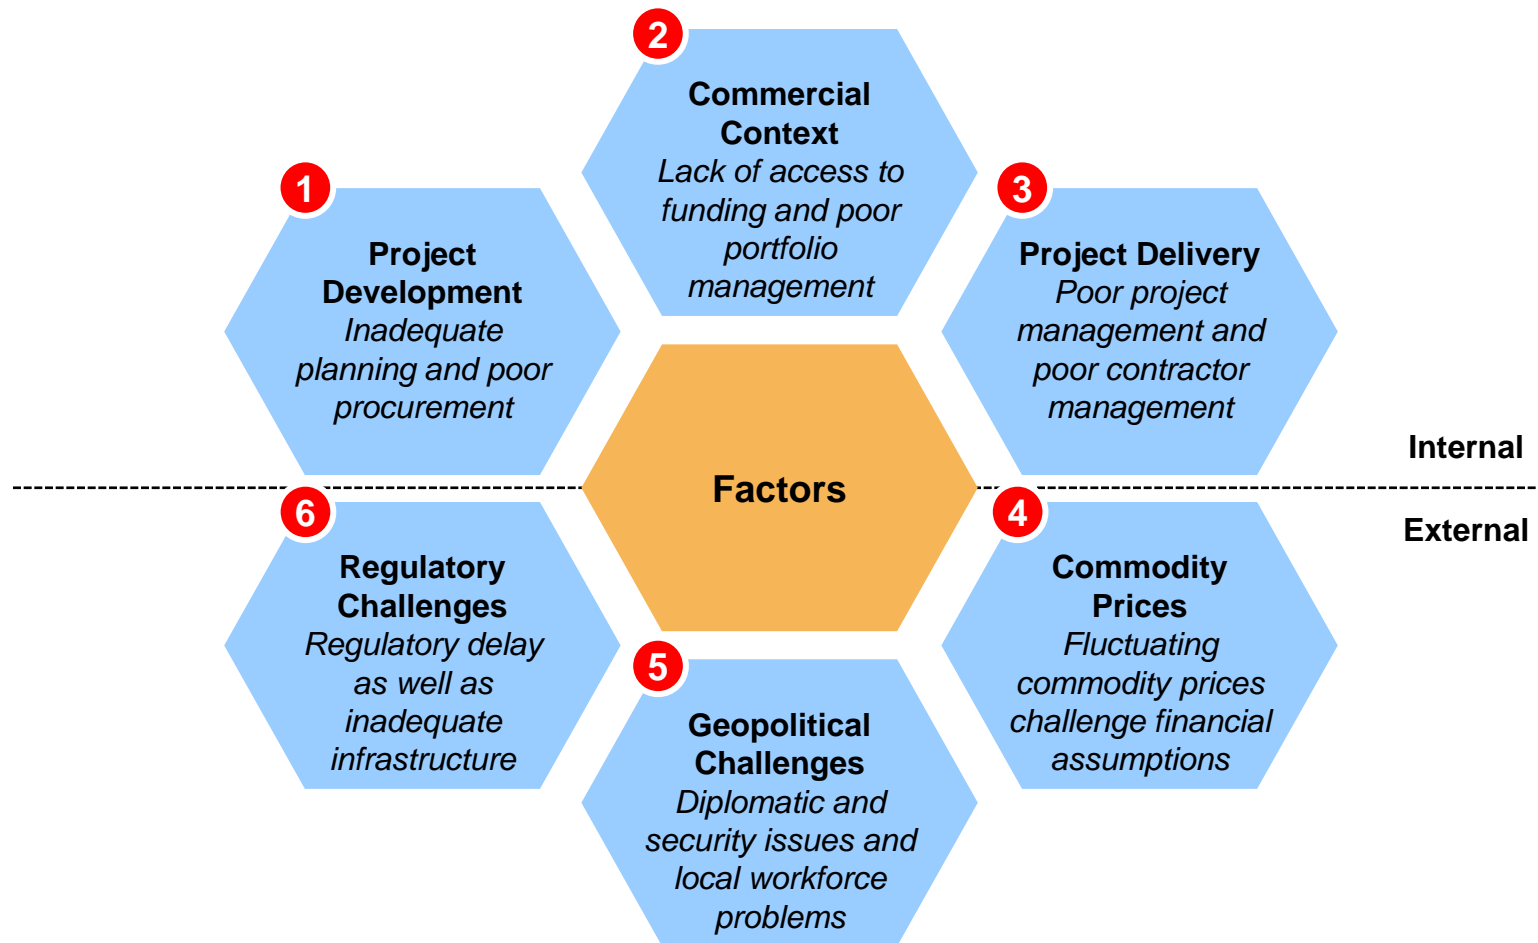 1
Project
Development
Inadequate
planning and poor
procurement
2
Commercial
Context
Lack of access to
funding and poor
portfolio
management
3
Project Delivery
Poor project
management and
poor contractor
management
Factors
Internal
External
4
Commodity
Prices
Fluctuating
commodity prices
challenge financial
assumptions
5
Geopolitical
Challenges
Diplomatic and
security issues and
local workforce
problems
6
Regulatory
Challenges
Regulatory delay
as well as
inadequate
infrastructure